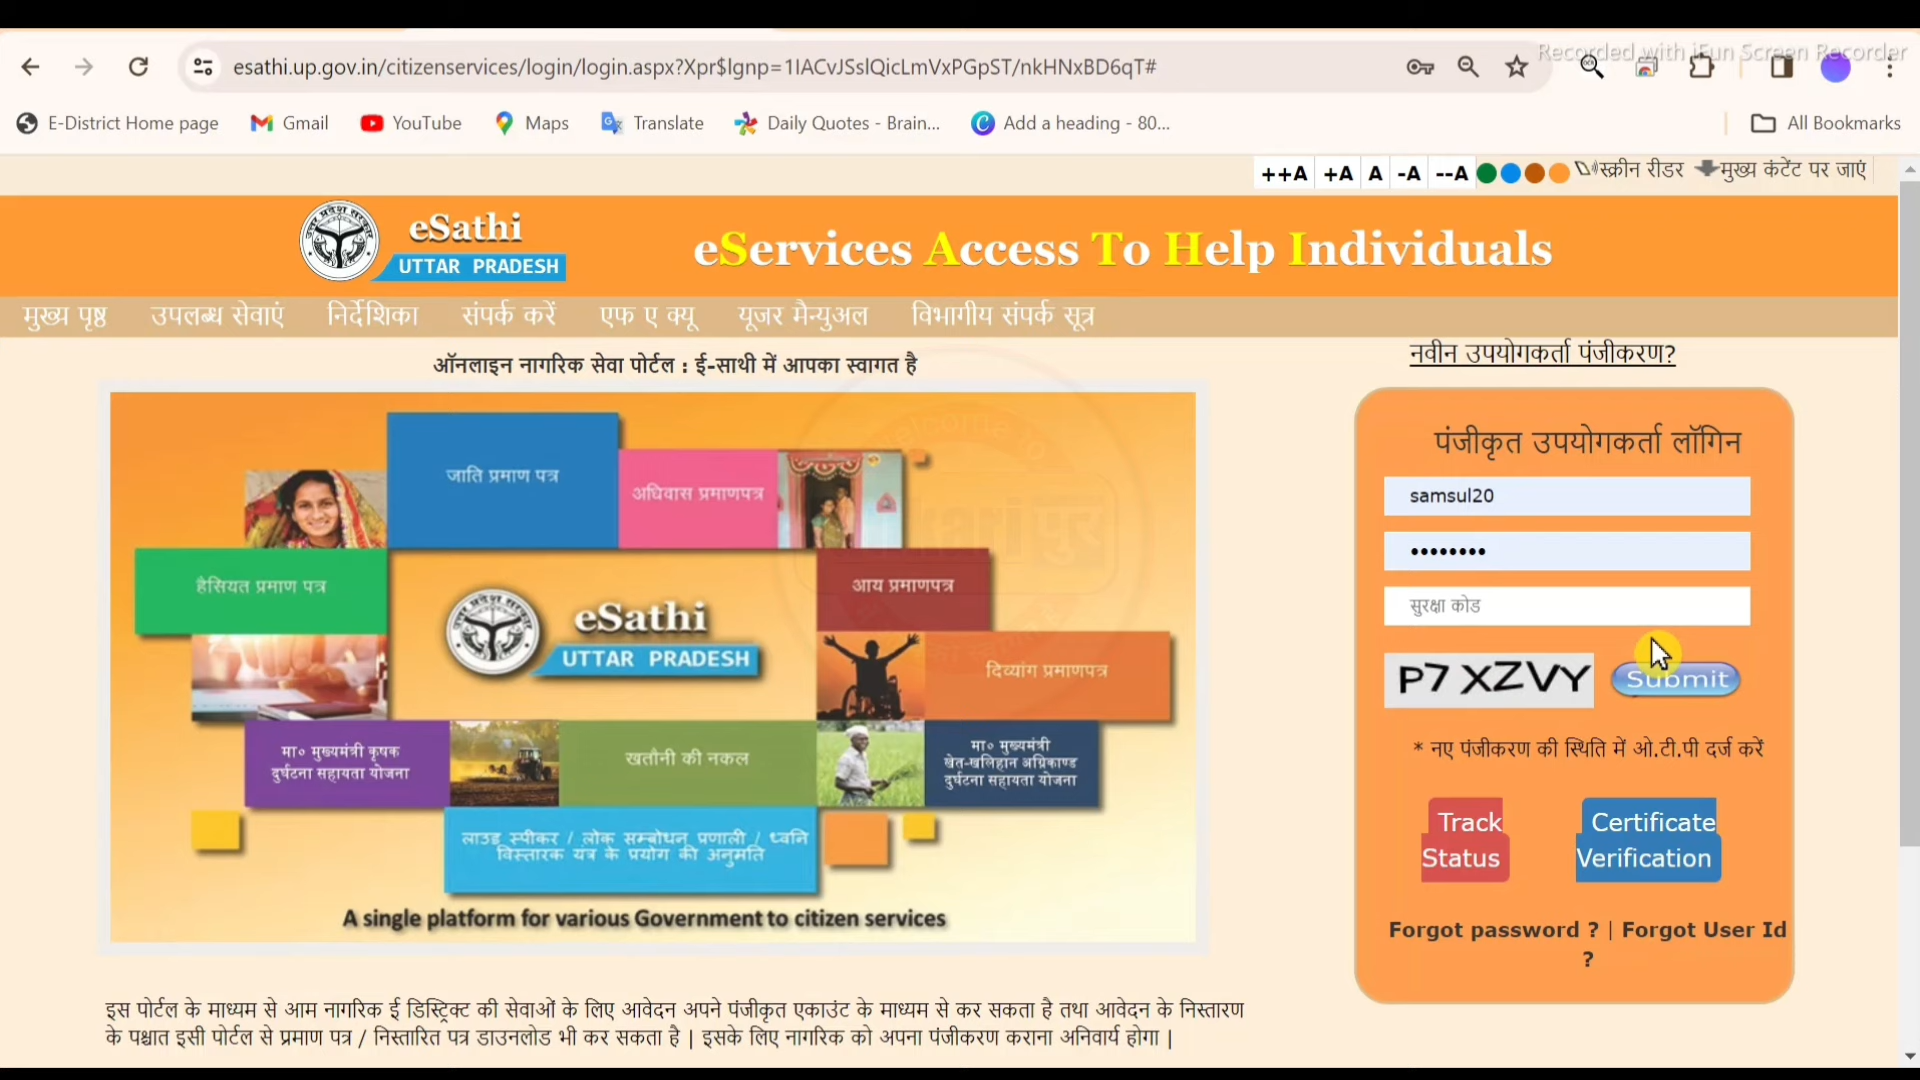 Recorded with iFun Screen Recorder
esathi.up.gov.in/citizenservices/login/login.aspx?Xpr$lgnp=1IACvJSslQicLmVxPGpST/nkHNxBD6qT#
E-District Home page Gmail YouTube Maps Translate Daily Quotes - Brain... Add a heading - 80... All Bookmarks
++A +A A -A --A स्क्रीन रीडर मुख्य कंटेंट पर जाएं
eSathi
UTTAR PRADESH
eServices Access To Help Individuals
मुख्य पृष्ठ उपलब्ध सेवाएं निर्देशिका संपर्क करें एफ ए क्यू यूजर मैन्युअल विभागीय संपर्क सूत्र
ऑनलाइन नागरिक सेवा पोर्टल : ई-साथी में आपका स्वागत है
जाति प्रमाण पत्र
अधिवास प्रमाणपत्र
हैसियत प्रमाण पत्र
आय प्रमाणपत्र
eSathi
UTTAR PRADESH
दिव्यांग प्रमाणपत्र
मा० मुख्यमंत्री कृषक
दुर्घटना सहायता योजना
खतौनी की नकल
मा० मुख्यमंत्री
खेत-खलिहान अग्निकाण्ड
दुर्घटना सहायता योजना
लाउड स्पीकर / लोक सम्बोधन प्रणाली / ध्वनि
विस्तारक यंत्र के प्रयोग की अनुमति
A single platform for various Government to citizen services
इस पोर्टल के माध्यम से आम नागरिक ई डिस्ट्रिक्ट की सेवाओं के लिए आवेदन अपने पंजीकृत एकाउंट के माध्यम से कर सकता है तथा आवेदन के निस्तारण
के पश्चात इसी पोर्टल से प्रमाण पत्र / निस्तारित पत्र डाउनलोड भी कर सकता है | इसके लिए नागरिक को अपना पंजीकरण कराना अनिवार्य होगा |
नवीन उपयोगकर्ता पंजीकरण?
पंजीकृत उपयोगकर्ता लॉगिन
samsul20
••••••••
सुरक्षा कोड
P7XZVY Submit
* नए पंजीकरण की स्थिति में ओ.टी.पी दर्ज करें
Track
Status
Certificate
Verification
Forgot password ? | Forgot User Id
?